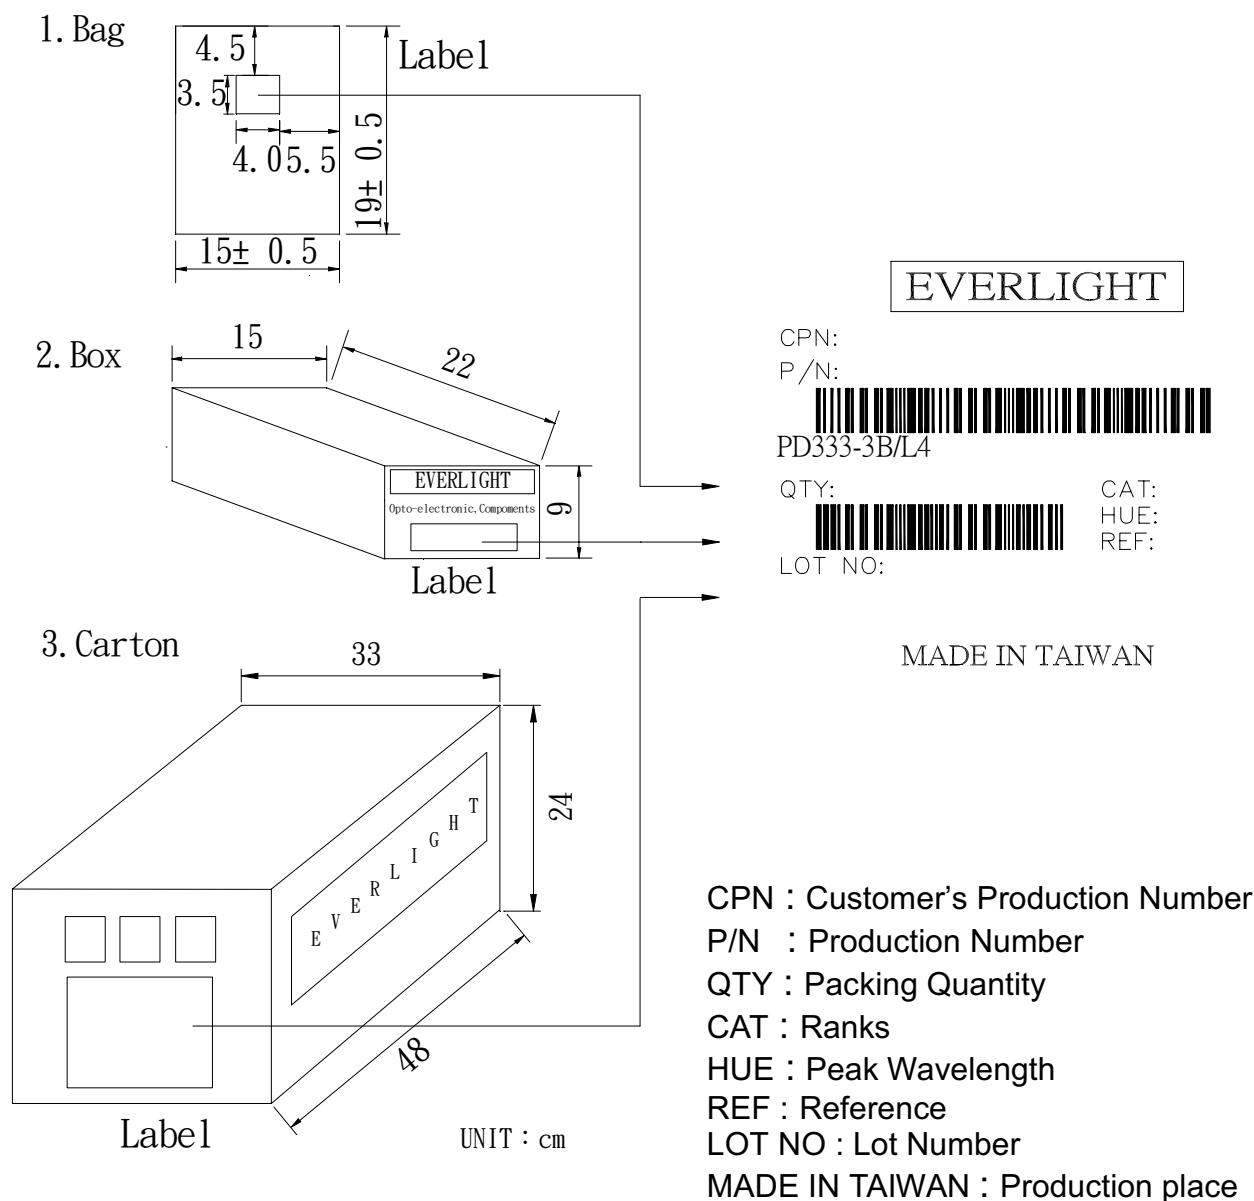 1. Bag
4.5
Label
3.5
4.0
5.5
19± 0.5
15± 0.5
2. Box
15
22
EVERLIGHT
Opto-electronic,Compoments
9
Label
3. Carton
33
24
EVERLIGHT
48
Label
UNIT：cm
EVERLIGHT
CPN:
P/N:
PD333-3B/L4
QTY:
CAT:
HUE:
REF:
LOT NO:
MADE IN TAIWAN
CPN：Customer’s Production Number
P/N ：Production Number
QTY：Packing Quantity
CAT：Ranks
HUE：Peak Wavelength
REF : Reference
LOT NO : Lot Number
MADE IN TAIWAN：Production place